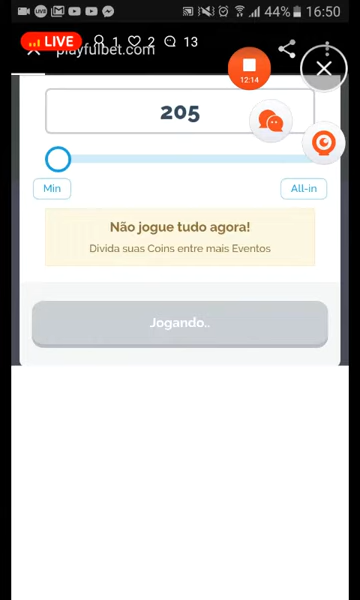 44% 16:50
LIVE 1 2 13
playfulbet.com
12:14
205
Min All-in
Não jogue tudo agora!
Divida suas Coins entre mais Eventos
Jogando..